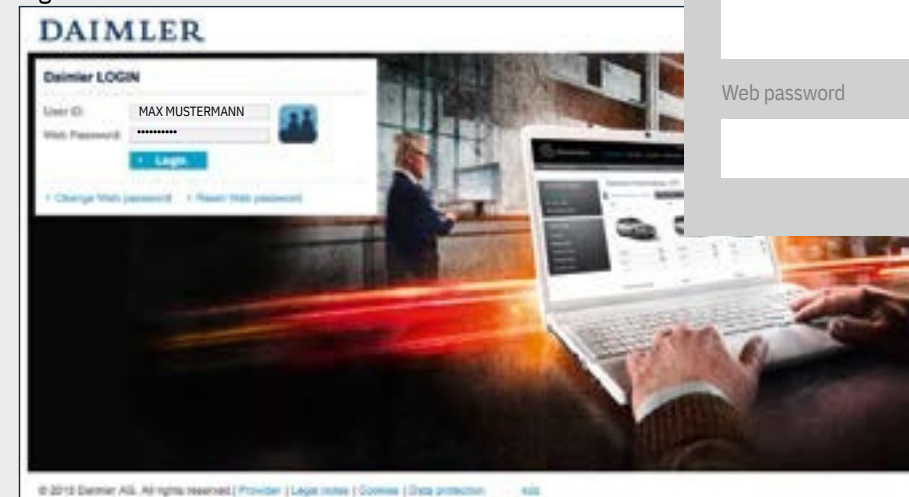 DAIMLER
Daimler LOGIN
User ID:
MAX MUSTERMANN
Web Password:
••••••••••
Login
Change Web password
Reset Web password
Web password
© 2015 Daimler AG. All rights reserved. | Provider | Legal notes | Cookies | Data protection